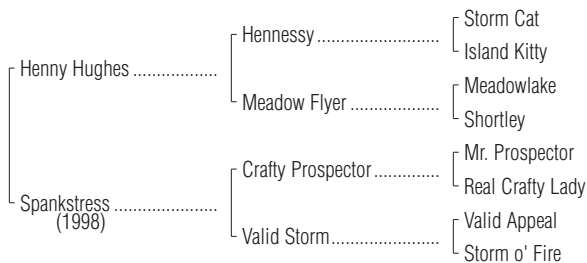 Storm Cat
Hennessy
Island Kitty
Henny Hughes
Meadowlake
Meadow Flyer
Shortley
Mr. Prospector
Crafty Prospector
Real Crafty Lady
Spankstress
(1998)
Valid Appeal
Valid Storm
Storm o' Fire